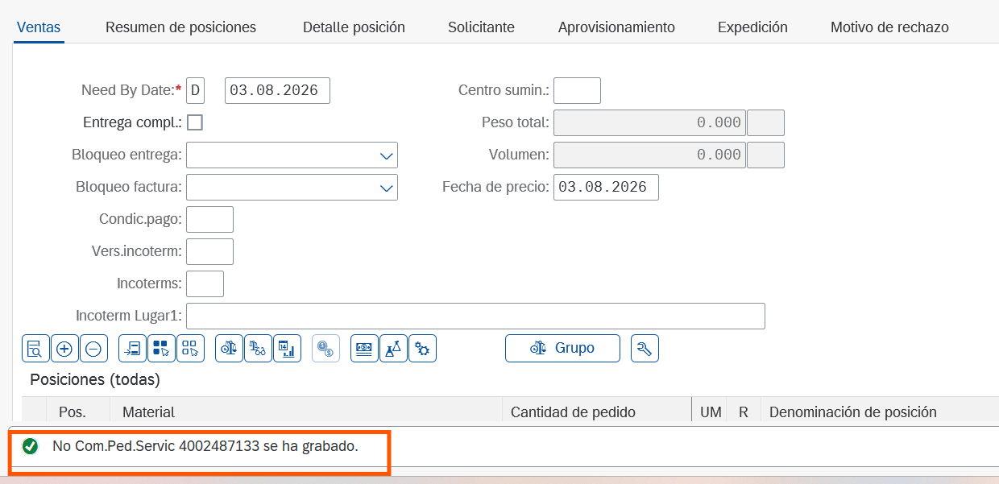 Ventas Resumen de posiciones Detalle posición Solicitante Aprovisionamiento Expedición Motivo de rechazo
Need By Date:* D 03.08.2026 Centro sumin.:
Entrega compl.: Peso total: 0.000
Bloqueo entrega: Volumen: 0.000
Bloqueo factura: Fecha de precio: 03.08.2026
Condic.pago:
Vers.incoterm:
Incoterms:
Incoterm Lugar1:
Grupo
Posiciones (todas)
Pos. Material Cantidad de pedido UM R Denominación de posición
No Com.Ped.Servic 4002487133 se ha grabado.